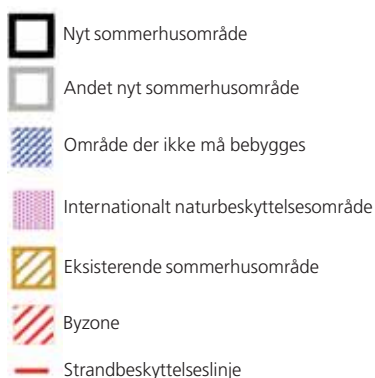 Nyt sommerhusområde
Andet nyt sommerhusområde
Område der ikke må bebygges
Internationalt naturbeskyttelsesområde
Eksisterende sommerhusområde
Byzone
Strandbeskyttelseslinje